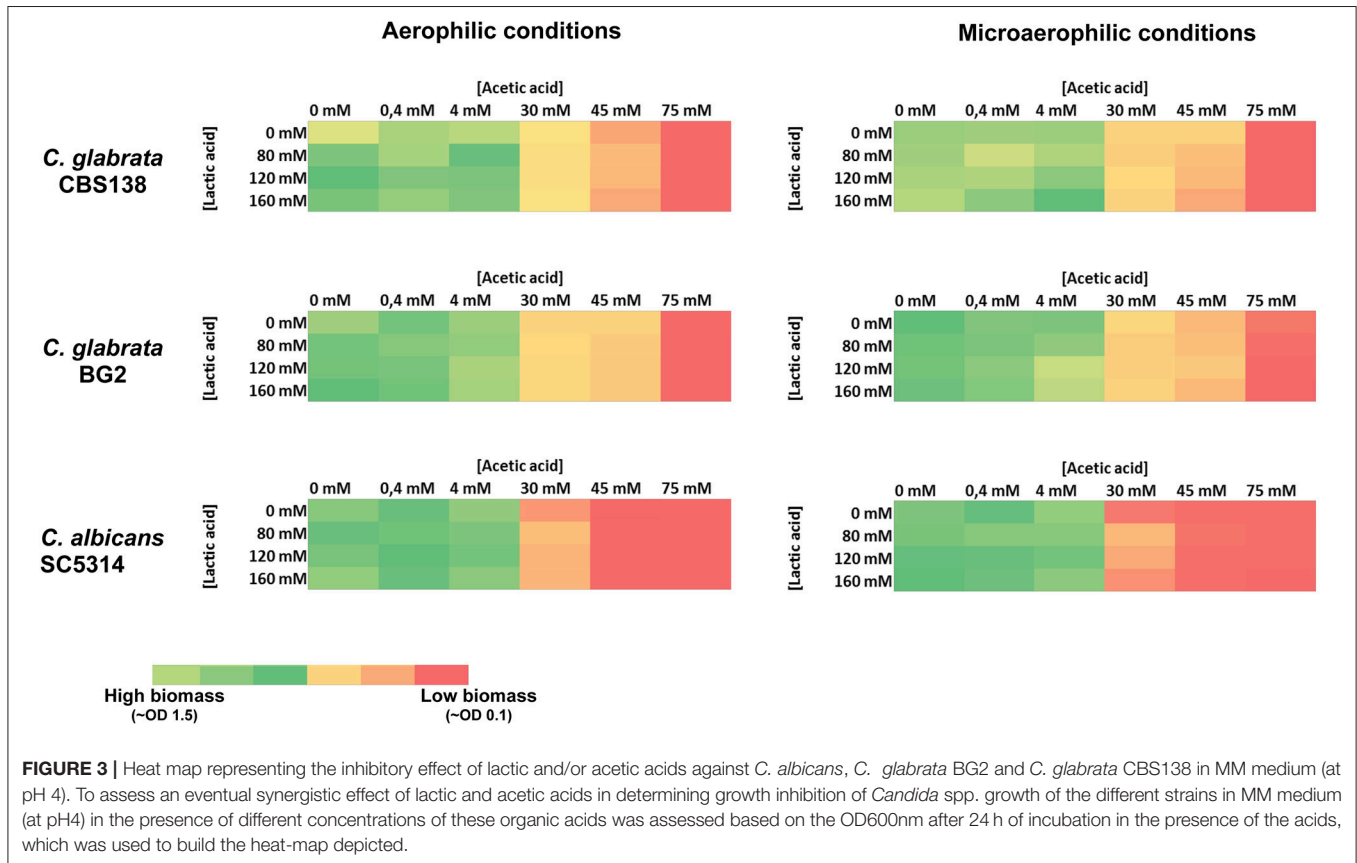 Aerophilic conditions
Microaerophilic conditions
C. glabrata
CBS138
[Acetic acid]
0 mM 0,4 mM 4 mM 30 mM 45 mM 75 mM
[Lactic acid]
0 mM
80 mM
120 mM
160 mM
[Acetic acid]
0 mM 0,4 mM 4 mM 30 mM 45 mM 75 mM
[Lactic acid]
0 mM
80 mM
120 mM
160 mM
C. glabrata
BG2
[Acetic acid]
0 mM 0,4 mM 4 mM 30 mM 45 mM 75 mM
[Lactic acid]
0 mM
80 mM
120 mM
160 mM
[Acetic acid]
0 mM 0,4 mM 4 mM 30 mM 45 mM 75 mM
[Lactic acid]
0 mM
80 mM
120 mM
160 mM
C. albicans
SC5314
[Acetic acid]
0 mM 0,4 mM 4 mM 30 mM 45 mM 75 mM
[Lactic acid]
0 mM
80 mM
120 mM
160 mM
[Acetic acid]
0 mM 0,4 mM 4 mM 30 mM 45 mM 75 mM
[Lactic acid]
0 mM
80 mM
120 mM
160 mM
High biomass
(~OD 1.5)
Low biomass
(~OD 0.1)
FIGURE 3 | Heat map representing the inhibitory effect of lactic and/or acetic acids against C. albicans, C. glabrata BG2 and C. glabrata CBS138 in MM medium (at
pH 4). To assess an eventual synergistic effect of lactic and acetic acids in determining growth inhibition of Candida spp. growth of the different strains in MM medium
(at pH4) in the presence of different concentrations of these organic acids was assessed based on the OD600nm after 24 h of incubation in the presence of the acids,
which was used to build the heat-map depicted.